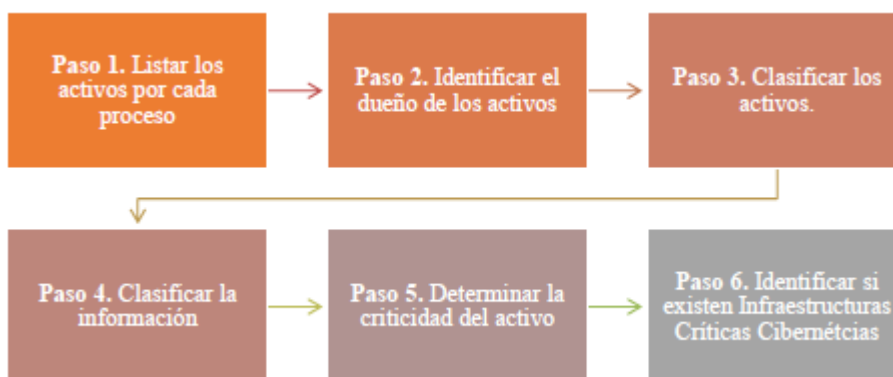 Paso 1. Listar los
activos por cada
proceso
Paso 2. Identificar el
dueño de los activos
Paso 3. Clasificar los
activos.
Paso 4. Clasificar la
información
Paso 5. Determinar la
criticidad del activo
Paso 6. Identificar si
existen Infraestructuras
Críticas Cibernétcias